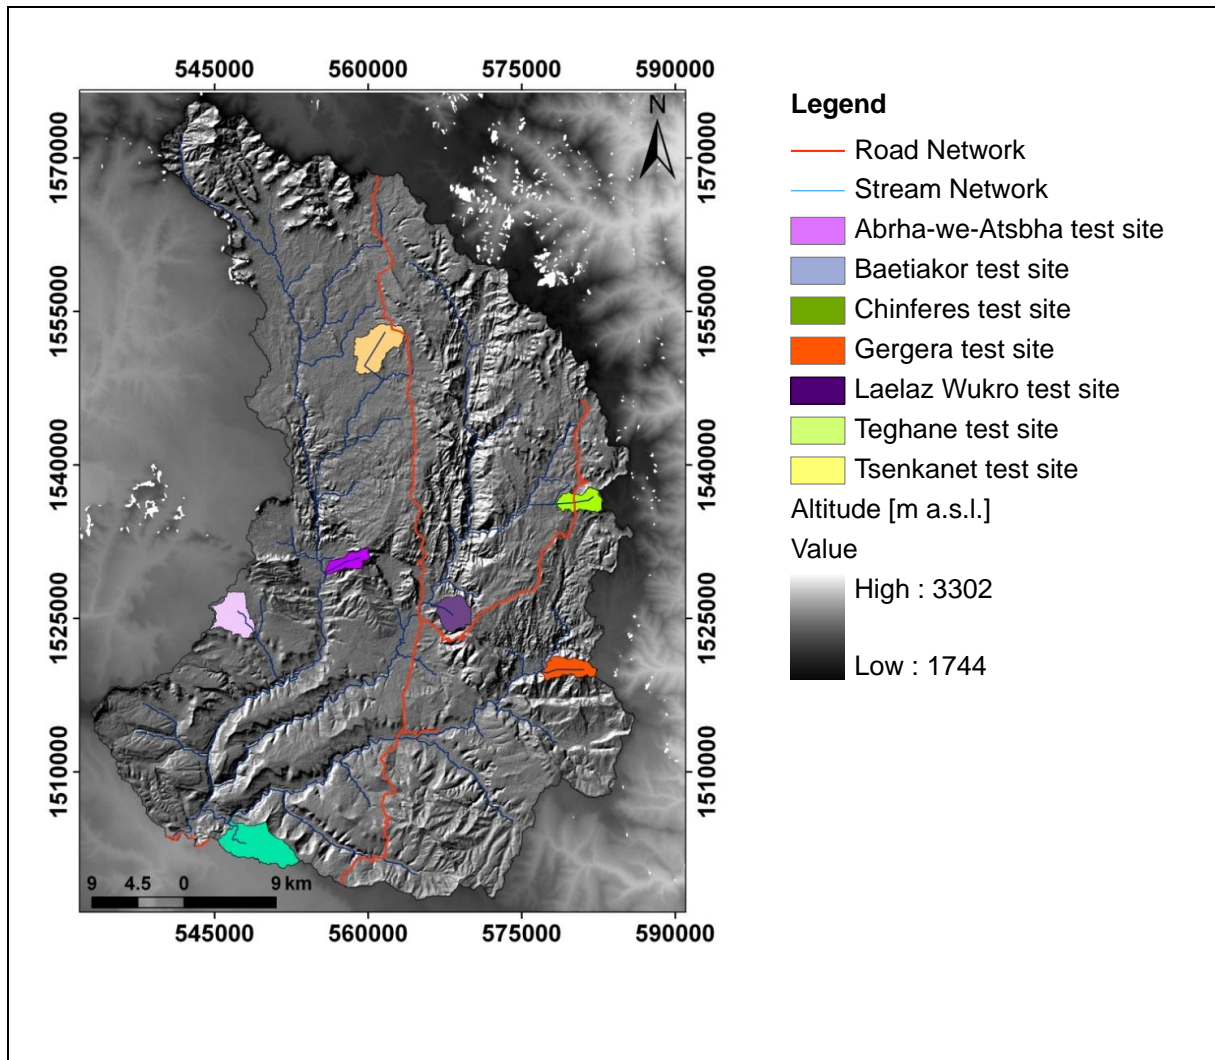 545000 560000 575000 590000
N
1570000 1570000
1555000 1555000
1540000 1540000
1525000 1525000
1510000 1510000
9 4.5 0 9 km
545000 560000 575000 590000
Legend
Road Network
Stream Network
Abrha-we-Atsbha test site
Baetiakor test site
Chinferes test site
Gergera test site
Laelaz Wukro test site
Teghane test site
Tsenkanet test site
Altitude [m a.s.l.]
Value
High : 3302
Low : 1744